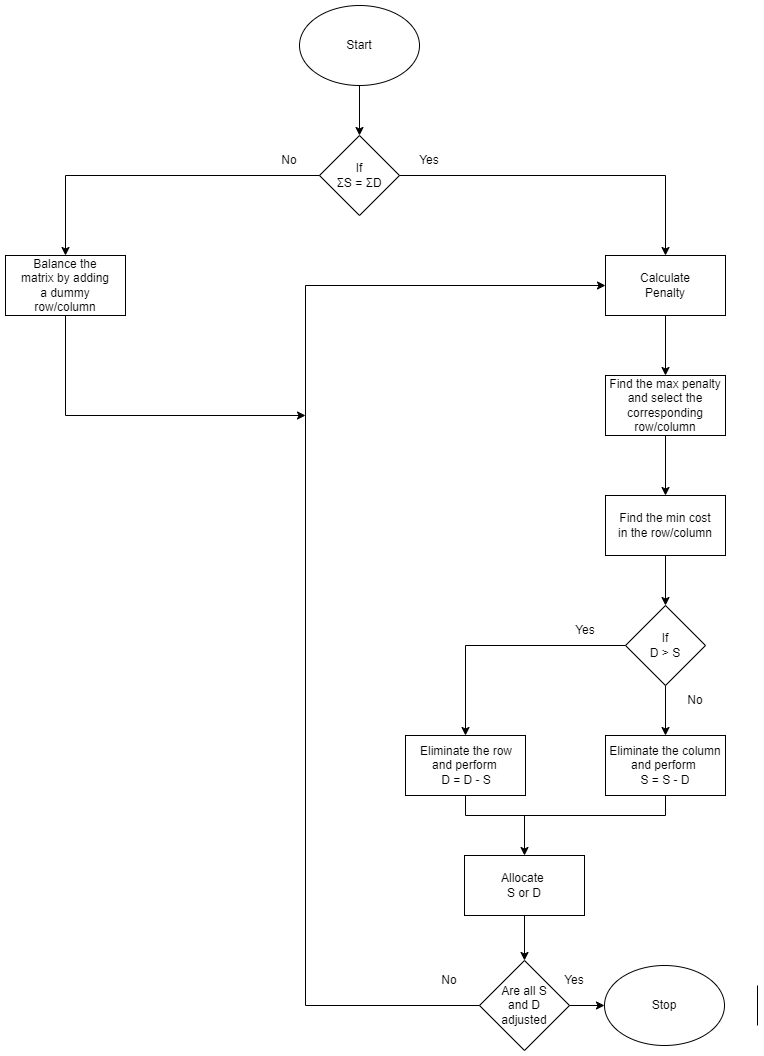 Start
No
Yes
If
ΣS = ΣD
Balance the
matrix by adding
a dummy
row/column
Calculate
Penalty
Find the max penalty
and select the
corresponding
row/column
Find the min cost
in the row/column
Yes
If
D > S
No
Eliminate the row
and perform
D = D - S
Eliminate the column
and perform
S = S - D
Allocate
S or D
No
Yes
Are all S
and D
adjusted
Stop